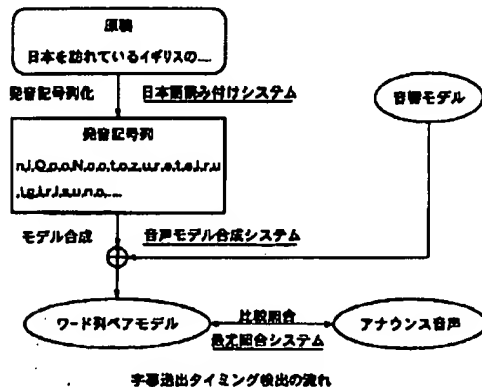 原稿
日本を訪れているイギリスの....
発音記号列化
日本語読み付けシステム
音響モデル
発音記号列
n.i.Q.p.o.N.o.o.t.o.z.u.r.e.t.e.i.r.u
.i.g.i.r.i.s.u.n.o....
モデル合成
音声モデル合成システム
ワード列ペアモデル
比較照合
最尤照合システム
アナウンス音声
字幕送出タイミング検出の流れ